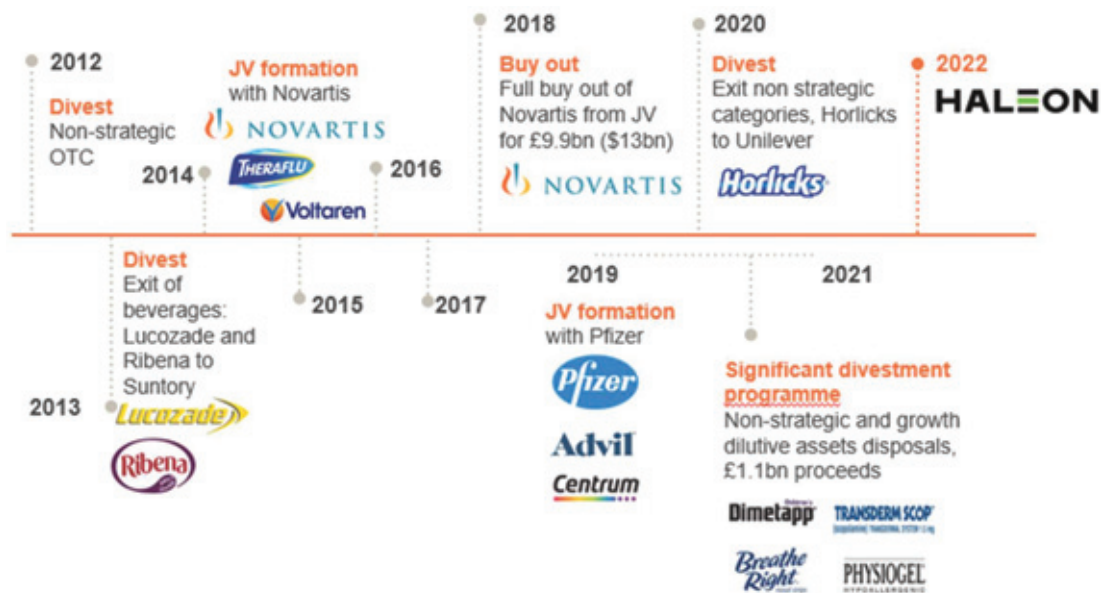 2012
Divest
Non-strategic
OTC
2013
Divest
Exit of
beverages:
Lucozade and
Ribena to
Suntory
Lucozade
Ribena
2014
JV formation
with Novartis
NOVARTIS
THERAFLU
Voltaren
2015
2016
2017
2018
Buy out
Full buy out of
Novartis from JV
for £9.9bn ($13bn)
NOVARTIS
2019
JV formation
with Pfizer
Pfizer
Advil
Centrum
2020
Divest
Exit non strategic
categories, Horlicks
to Unilever
Horlicks
2021
Significant divestment
programme
Non-strategic and growth
dilutive assets disposals,
£1.1bn proceeds
Dimetapp
TRANSDERM SCOP
Breathe
Right
PHYSIOGEL
HYPOALLERGENIC
2022
HALEON